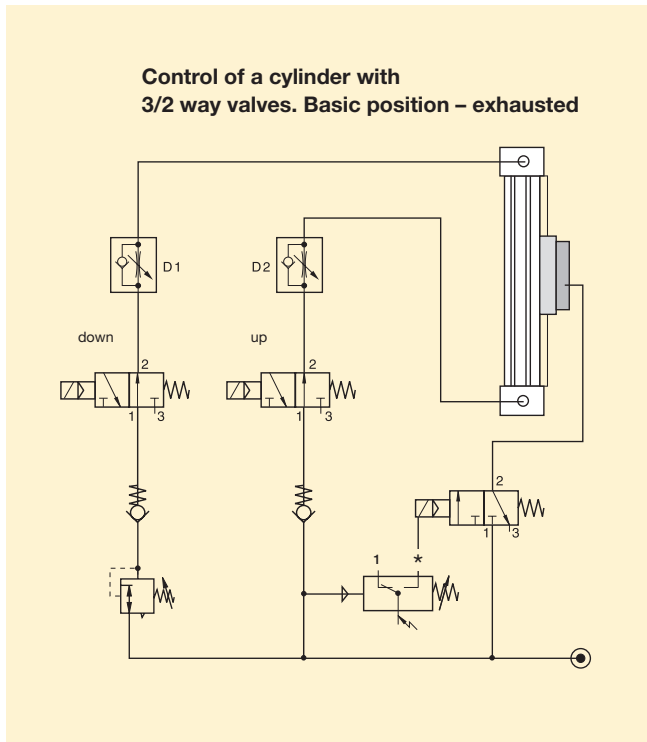 Control of a cylinder with
3/2 way valves. Basic position – exhausted
D1
D2
down
up
2
2
1 3
1 3
2
1 3
1 *